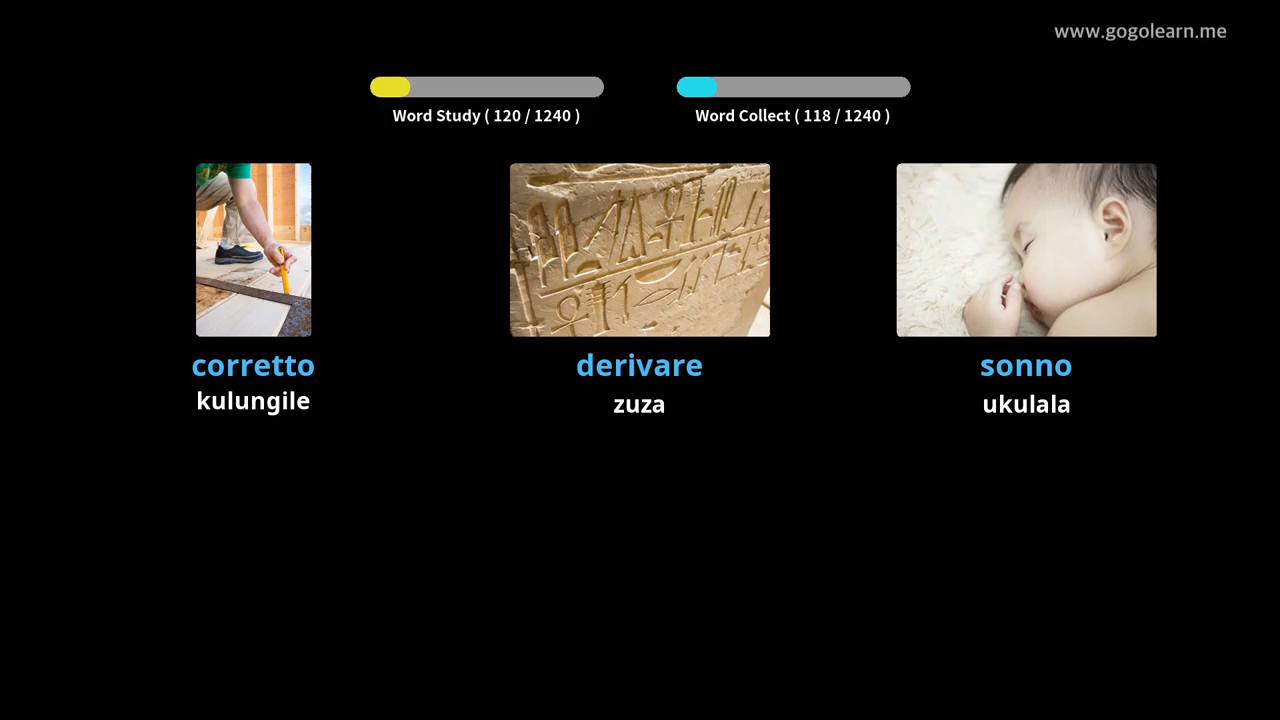 www.gogolearn.me
Word Study ( 120 / 1240 )
Word Collect ( 118 / 1240 )
corretto
kulungile
derivare
zuza
sonno
ukulala